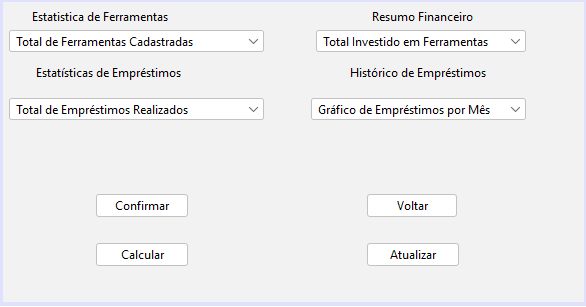 Estatistica de Ferramentas
Resumo Financeiro
Total de Ferramentas Cadastradas
Total Investido em Ferramentas
Estatísticas de Empréstimos
Histórico de Empréstimos
Total de Empréstimos Realizados
Gráfico de Empréstimos por Mês
Confirmar
Voltar
Calcular
Atualizar